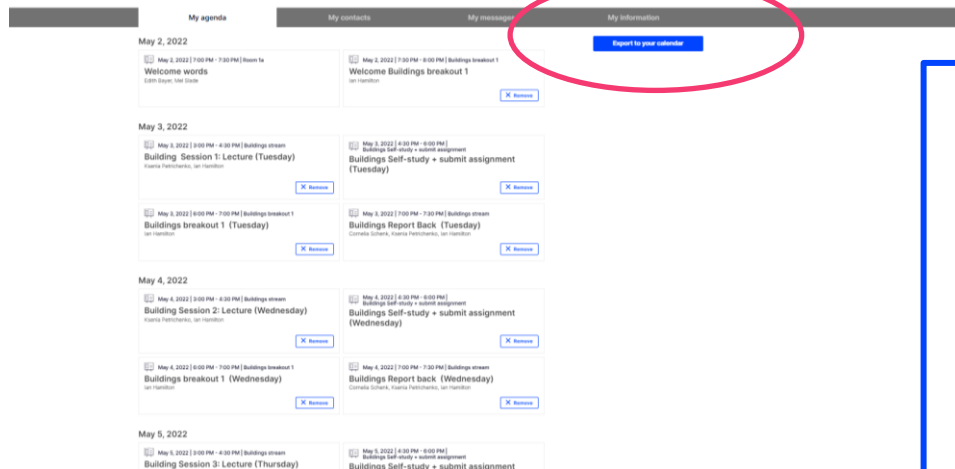 My agenda
My contacts
My messages
My information
Export to your calendar
May 2, 2022
May 2, 2022 | 7:00 PM - 7:30 PM | Room 1a
Welcome words
Edith Bayer, Mel Slade
May 2, 2022 | 7:30 PM - 8:00 PM | Buildings breakout 1
Welcome Buildings breakout 1
Ian Hamilton
X Remove
May 3, 2022
May 3, 2022 | 3:00 PM - 4:30 PM | Buildings stream
Building Session 1: Lecture (Tuesday)
Ksenia Petrichenko, Ian Hamilton
X Remove
May 3, 2022 | 4:30 PM - 6:00 PM |
Buildings Self-study + submit assignment
Buildings Self-study + submit assignment
(Tuesday)
X Remove
May 3, 2022 | 6:00 PM - 7:00 PM | Buildings breakout 1
Buildings breakout 1 (Tuesday)
Ian Hamilton
X Remove
May 3, 2022 | 7:00 PM - 7:30 PM | Buildings stream
Buildings Report Back (Tuesday)
Cornelia Schenk, Ksenia Petrichenko, Ian Hamilton
X Remove
May 4, 2022
May 4, 2022 | 3:00 PM - 4:30 PM | Buildings stream
Building Session 2: Lecture (Wednesday)
Ksenia Petrichenko, Ian Hamilton
X Remove
May 4, 2022 | 4:30 PM - 6:00 PM |
Buildings Self-study + submit assignment
Buildings Self-study + submit assignment
(Wednesday)
X Remove
May 4, 2022 | 6:00 PM - 7:00 PM | Buildings breakout 1
Buildings breakout 1 (Wednesday)
Ian Hamilton
X Remove
May 4, 2022 | 7:00 PM - 7:30 PM | Buildings stream
Buildings Report back (Wednesday)
Cornelia Schenk, Ksenia Petrichenko, Ian Hamilton
X Remove
May 5, 2022
May 5, 2022 | 3:00 PM - 4:30 PM | Buildings stream
Building Session 3: Lecture (Thursday)
May 5, 2022 | 4:30 PM - 6:00 PM |
Buildings Self-study + submit assignment
Buildings Self-study + submit assignment